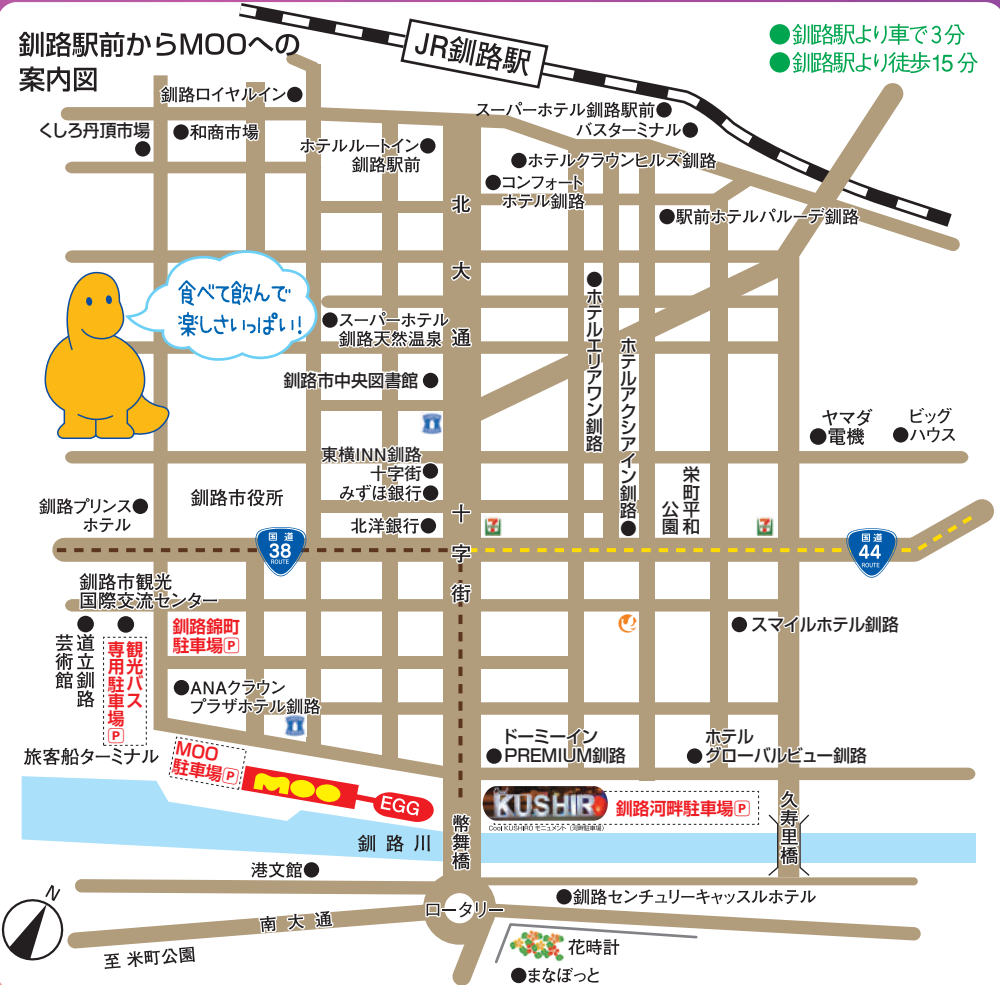 釧路駅前からMOOへの
案内図
JR釧路駅
●釧路駅より車で3分
●釧路駅より徒歩15分
釧路ロイヤルイン
スーパーホテル釧路駅前
バスターミナル
くしろ丹頂市場
和商市場
ホテルルートイン
釧路駅前
ホテルクラウンヒルズ釧路
コンフォート
ホテル釧路
駅前ホテルパルーデ釧路
北大通
食べて飲んで
楽しさいっぱい!
スーパーホテル
釧路天然温泉
ホテルエリアワン釧路
ホテルアクシアイン釧路
釧路市中央図書館
ヤマダ
電機
ビッグ
ハウス
東横INN釧路
十字街
みずほ銀行
北洋銀行
釧路プリンス
ホテル
釧路市役所
栄町平和
公園
十字街
7
7
国道
38
ROUTE
国道
44
ROUTE
釧路市観光
国際交流センター
釧路錦町
駐車場P
道立釧路
芸術館
観光バス
専用駐車場P
スマイルホテル釧路
ANAクラウン
プラザホテル釧路
旅客船ターミナル
MOO
駐車場P
MOO
EGG
ドーミーイン
PREMIUM釧路
ホテル
グローバルビュー釧路
KUSHIR
釧路河畔駐車場P
Cool KUSHIRO モニュメント(河畔駐車場)
久寿里橋
幣舞橋
釧路川
港文館
釧路センチュリーキャッスルホテル
ロータリー
N
南大通
至 米町公園
花時計
まなぼっと